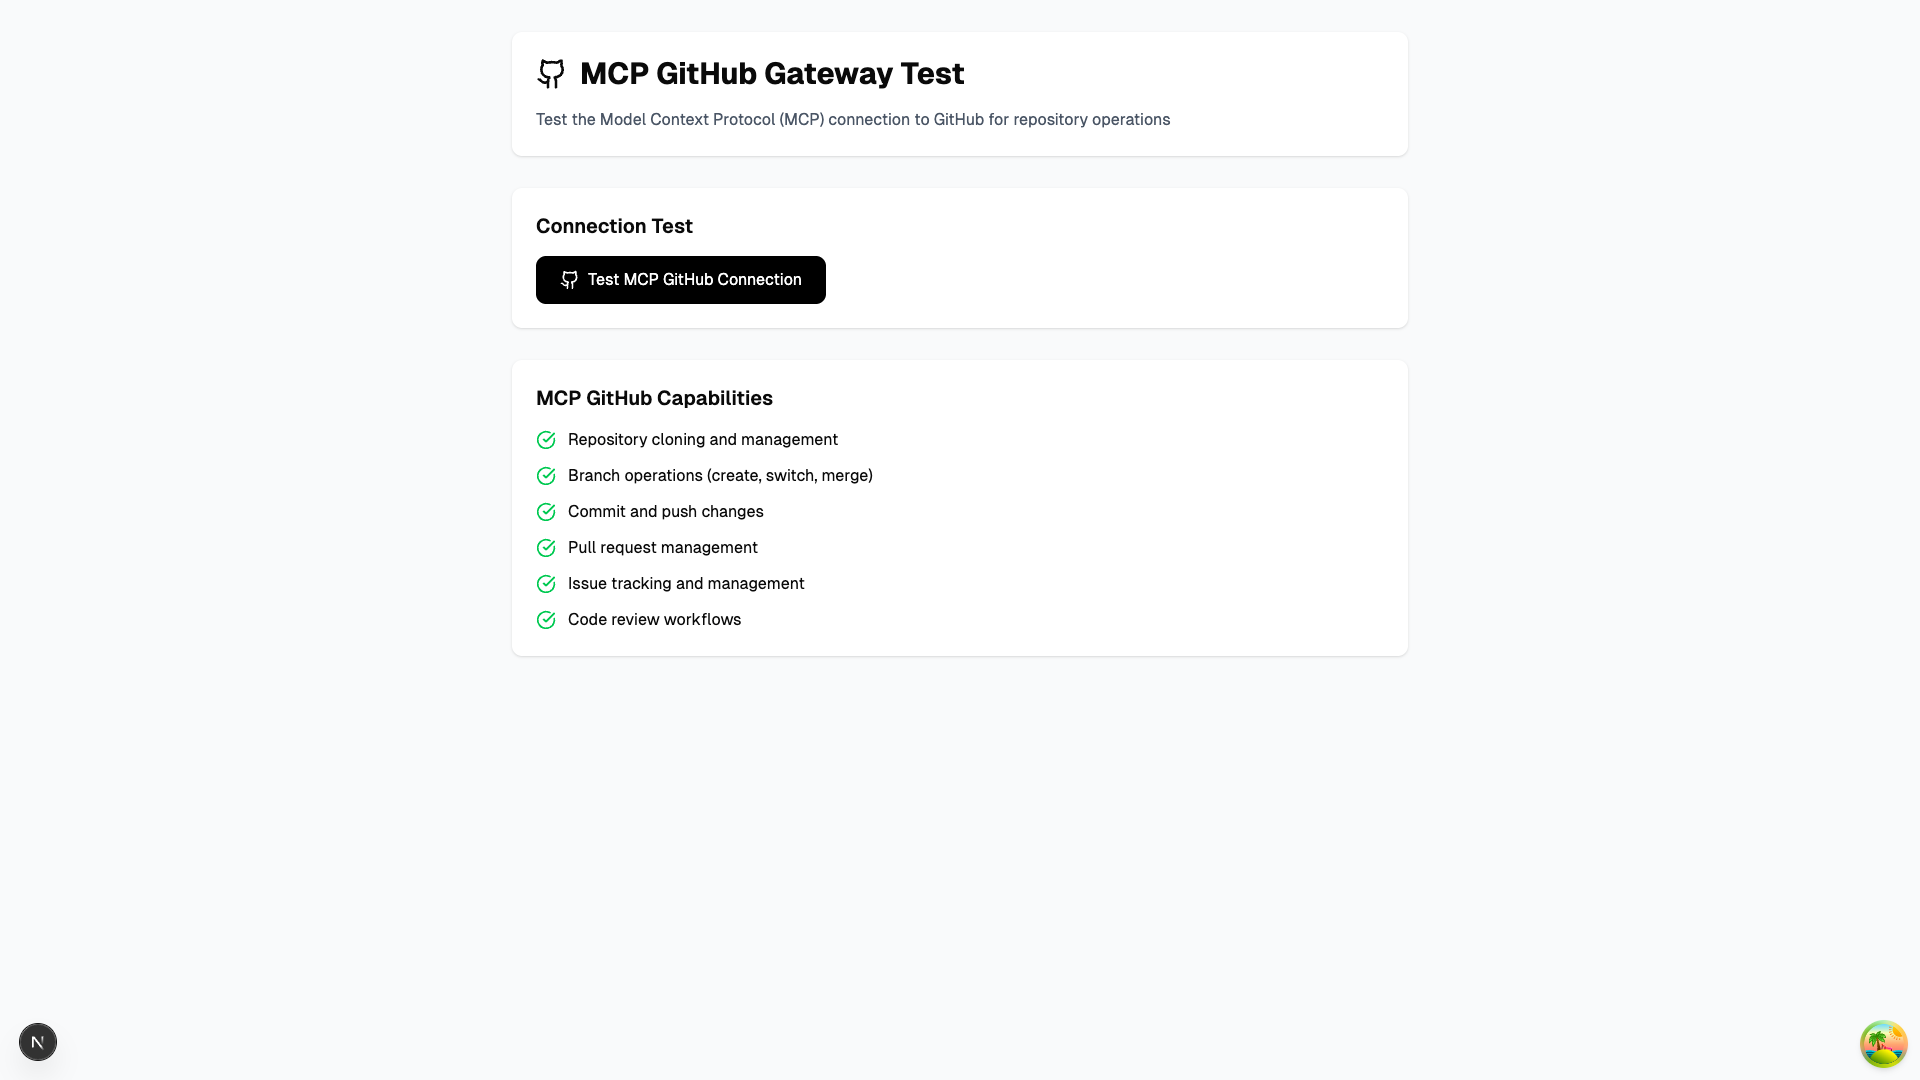 MCP GitHub Gateway Test
Test the Model Context Protocol (MCP) connection to GitHub for repository operations
Connection Test
Test MCP GitHub Connection
MCP GitHub Capabilities
Repository cloning and management
Branch operations (create, switch, merge)
Commit and push changes
Pull request management
Issue tracking and management
Code review workflows
N